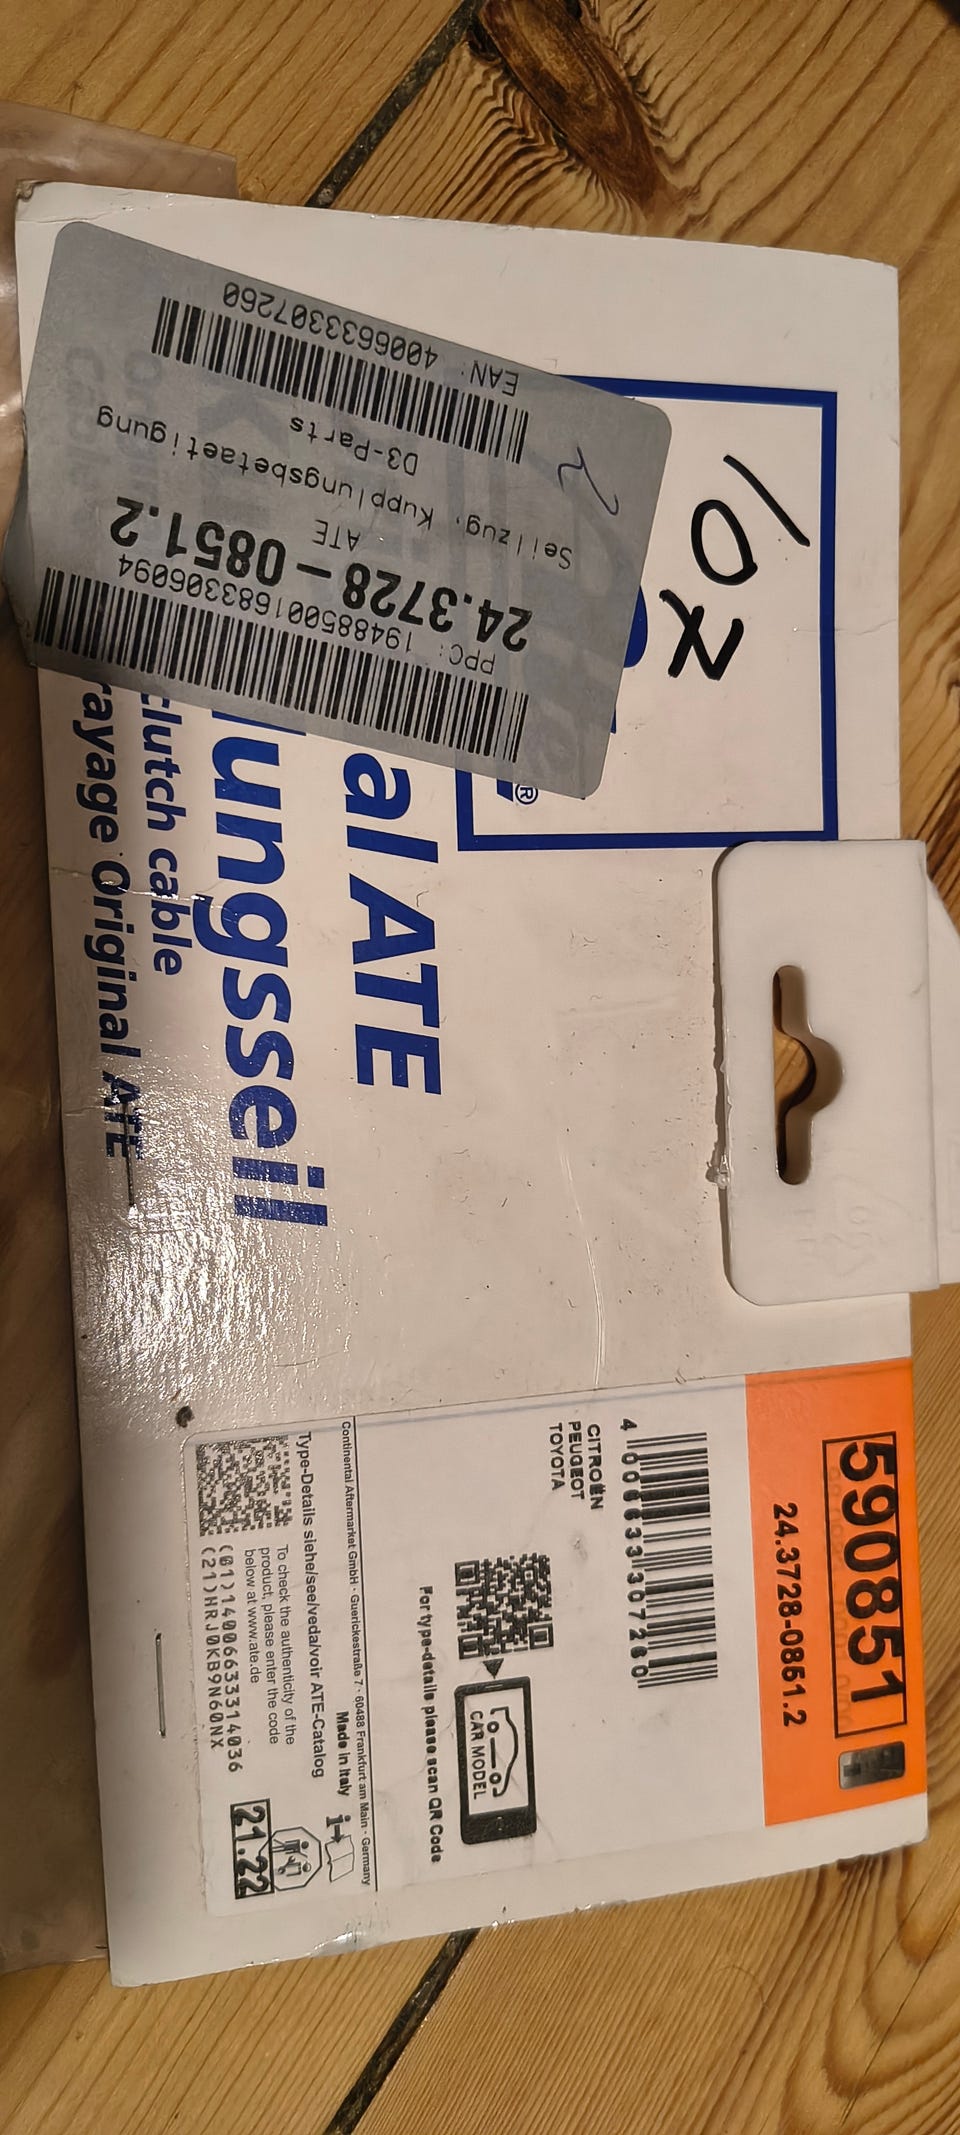 590851
24.3728-0851.2
4 006633 307260
CITROËN
PEUGEOT
TOYOTA
CAR MODEL
For type-details please scan QR Code
Continental Aftermarket GmbH · Guerickestraße 7 · 60488 Frankfurt am Main · Germany
Made in Italy
Type-Details siehe/see/veda/voir ATE-Catalog
To check the authenticity of the
product, please enter the code
below at www.ate.de
(01)14006633314036
(21)HRJ0KB9N60NX
21.22
®
al ATE
ungsseil
clutch cable
rayage Original ATE
PPC: 194885001683306094
24.3728-0851.2
ATE
Seilzug, Kupplungsbetaetigung
D3-Parts
EAN: 4006633307260